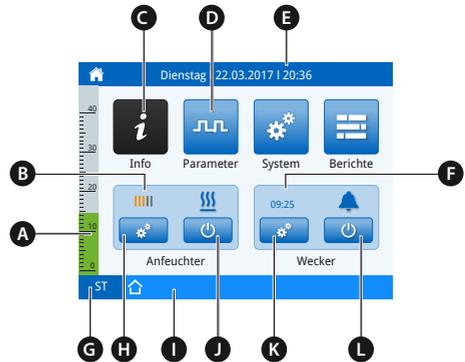 C D E
Dienstag | 22.03.2017 | 20:36
40
30
20
10
0
Info Parameter System Berichte
B
F
09:25
A
Anfeuchter Wecker
ST
G H I J K L